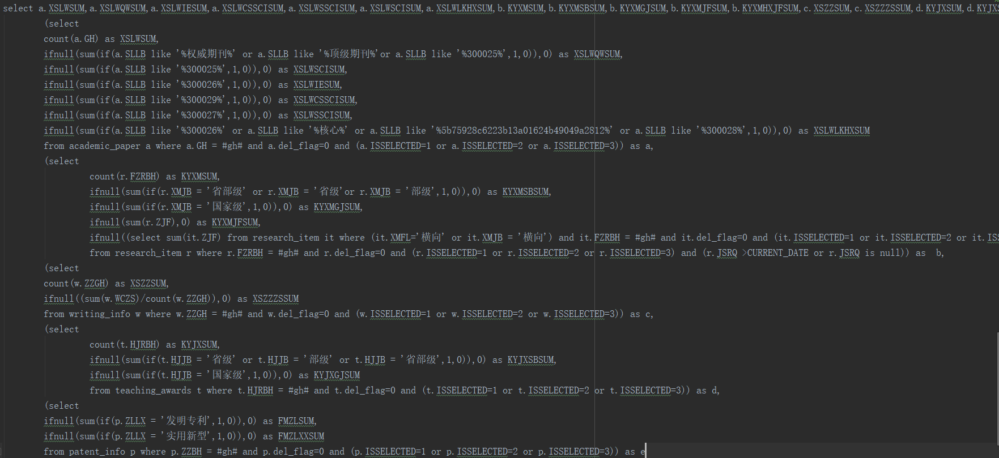 select a.XSLWSUM,a.XSLWQWSUM,a.XSLWIESUM,a.XSLWCSSCISUM,a.XSLWSSCISUM,a.XSLWSCISUM,a.XSLWLKHXSUM,b.KYXMSUM,b.KYXMSBSUM,b.KYXMGJSUM,b.KYXMJFSUM,b.KYXMHXJFSUM,c.XSZZSUM,c.XSZZZSSUM,d.KYJXSUM,d.KYJXS
(select
count(a.GH) as XSLWSUM,
ifnull(sum(if(a.SLLB like '%权威期刊%' or a.SLLB like '%顶级期刊%'or a.SLLB like '%300025%',1,0)),0) as XSLWQWSUM,
ifnull(sum(if(a.SLLB like '%300025%',1,0)),0) as XSLWSCISUM,
ifnull(sum(if(a.SLLB like '%300026%',1,0)),0) as XSLWIESUM,
ifnull(sum(if(a.SLLB like '%300029%',1,0)),0) as XSLWCSSCISUM,
ifnull(sum(if(a.SLLB like '%300027%',1,0)),0) as XSLWSSCISUM,
ifnull(sum(if(a.SLLB like '%300026%' or a.SLLB like '%核心%' or a.SLLB like '%5b75928c6223b13a01624b49049a2812%' or a.SLLB like '%300028%',1,0)),0) as XSLWLKHXSUM
from academic_paper a where a.GH = #gh# and a.del_flag=0 and (a.ISSELECTED=1 or a.ISSELECTED=2 or a.ISSELECTED=3)) as a,
(select
count(r.FZRBH) as KYXMSUM,
ifnull(sum(if(r.XMJB = '省部级' or r.XMJB = '省级'or r.XMJB = '部级',1,0)),0) as KYXMSBSUM,
ifnull(sum(if(r.XMJB = '国家级',1,0)),0) as KYXMGJSUM,
ifnull(sum(r.ZJF),0) as KYXMJFSUM,
ifnull((select sum(it.ZJF) from research_item it where (it.XMFL='横向' or it.XMJB = '横向') and it.FZRBH = #gh# and it.del_flag=0 and (it.ISSELECTED=1 or it.ISSELECTED=2 or it.ISS
from research_item r where r.FZRBH = #gh# and r.del_flag=0 and (r.ISSELECTED=1 or r.ISSELECTED=2 or r.ISSELECTED=3) and (r.JSRQ >CURRENT_DATE or r.JSRQ is null)) as  b,
(select
count(w.ZZGH) as XSZZSUM,
ifnull((sum(w.WCZS)/count(w.ZZGH)),0) as XSZZZSSUM
from writing_info w where w.ZZGH = #gh# and w.del_flag=0 and (w.ISSELECTED=1 or w.ISSELECTED=2 or w.ISSELECTED=3)) as c,
(select
count(t.HJRBH) as KYJXSUM,
ifnull(sum(if(t.HJJB = '省级' or t.HJJB = '部级' or t.HJJB = '省部级',1,0)),0) as KYJXSBSUM,
ifnull(sum(if(t.HJJB = '国家级',1,0)),0) as KYJXGJSUM
from teaching_awards t where t.HJRBH = #gh# and t.del_flag=0 and (t.ISSELECTED=1 or t.ISSELECTED=2 or t.ISSELECTED=3)) as d,
(select
ifnull(sum(if(p.ZLLX = '发明专利',1,0)),0) as FMZLSUM,
ifnull(sum(if(p.ZLLX = '实用新型',1,0)),0) as FMZLXXSUM
from patent_info p where p.ZZBH = #gh# and p.del_flag=0 and (p.ISSELECTED=1 or p.ISSELECTED=2 or p.ISSELECTED=3)) as e